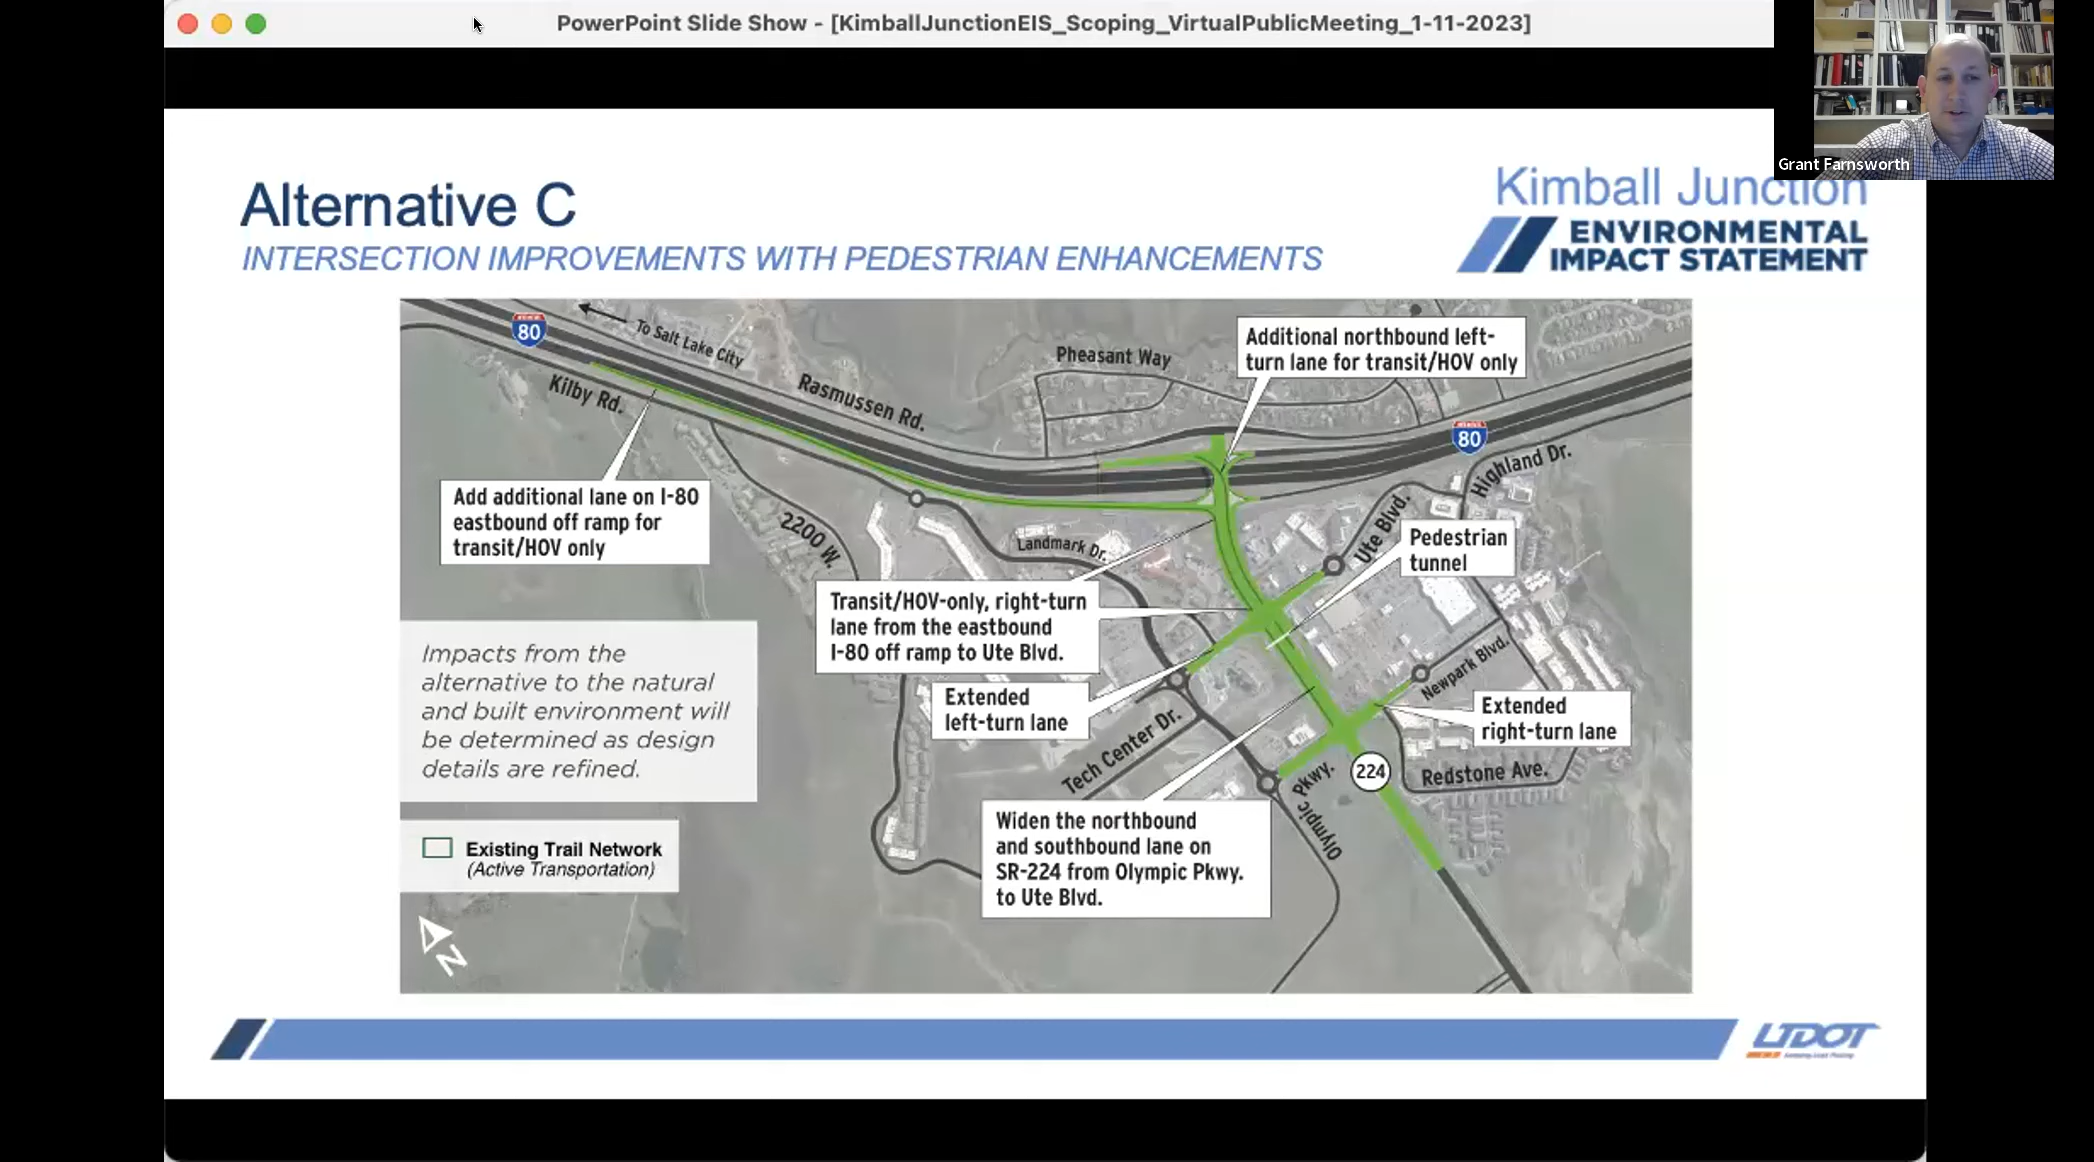 PowerPoint Slide Show - [KimballJunctionEIS_Scoping_VirtualPublicMeeting_1-11-2023]
Grant Farnsworth
Alternative C
INTERSECTION IMPROVEMENTS WITH PEDESTRIAN ENHANCEMENTS
Kimball Junction
ENVIRONMENTAL
IMPACT STATEMENT
80
To Salt Lake City
Kilby Rd.
Rasmussen Rd.
Pheasant Way
Additional northbound left-
turn lane for transit/HOV only
80
Highland Dr.
Add additional lane on I-80
eastbound off ramp for
transit/HOV only
2200 W.
Landmark Dr.
Ute Blvd.
Pedestrian
tunnel
Transit/HOV-only, right-turn
lane from the eastbound
I-80 off ramp to Ute Blvd.
Extended
left-turn lane
Newpark Blvd.
Extended
right-turn lane
Tech Center Dr.
224
Redstone Ave.
Olympic Pkwy.
Widen the northbound
and southbound lane on
SR-224 from Olympic Pkwy.
to Ute Blvd.
Impacts from the
alternative to the natural
and built environment will
be determined as design
details are refined.
Existing Trail Network
(Active Transportation)
N
UDOT